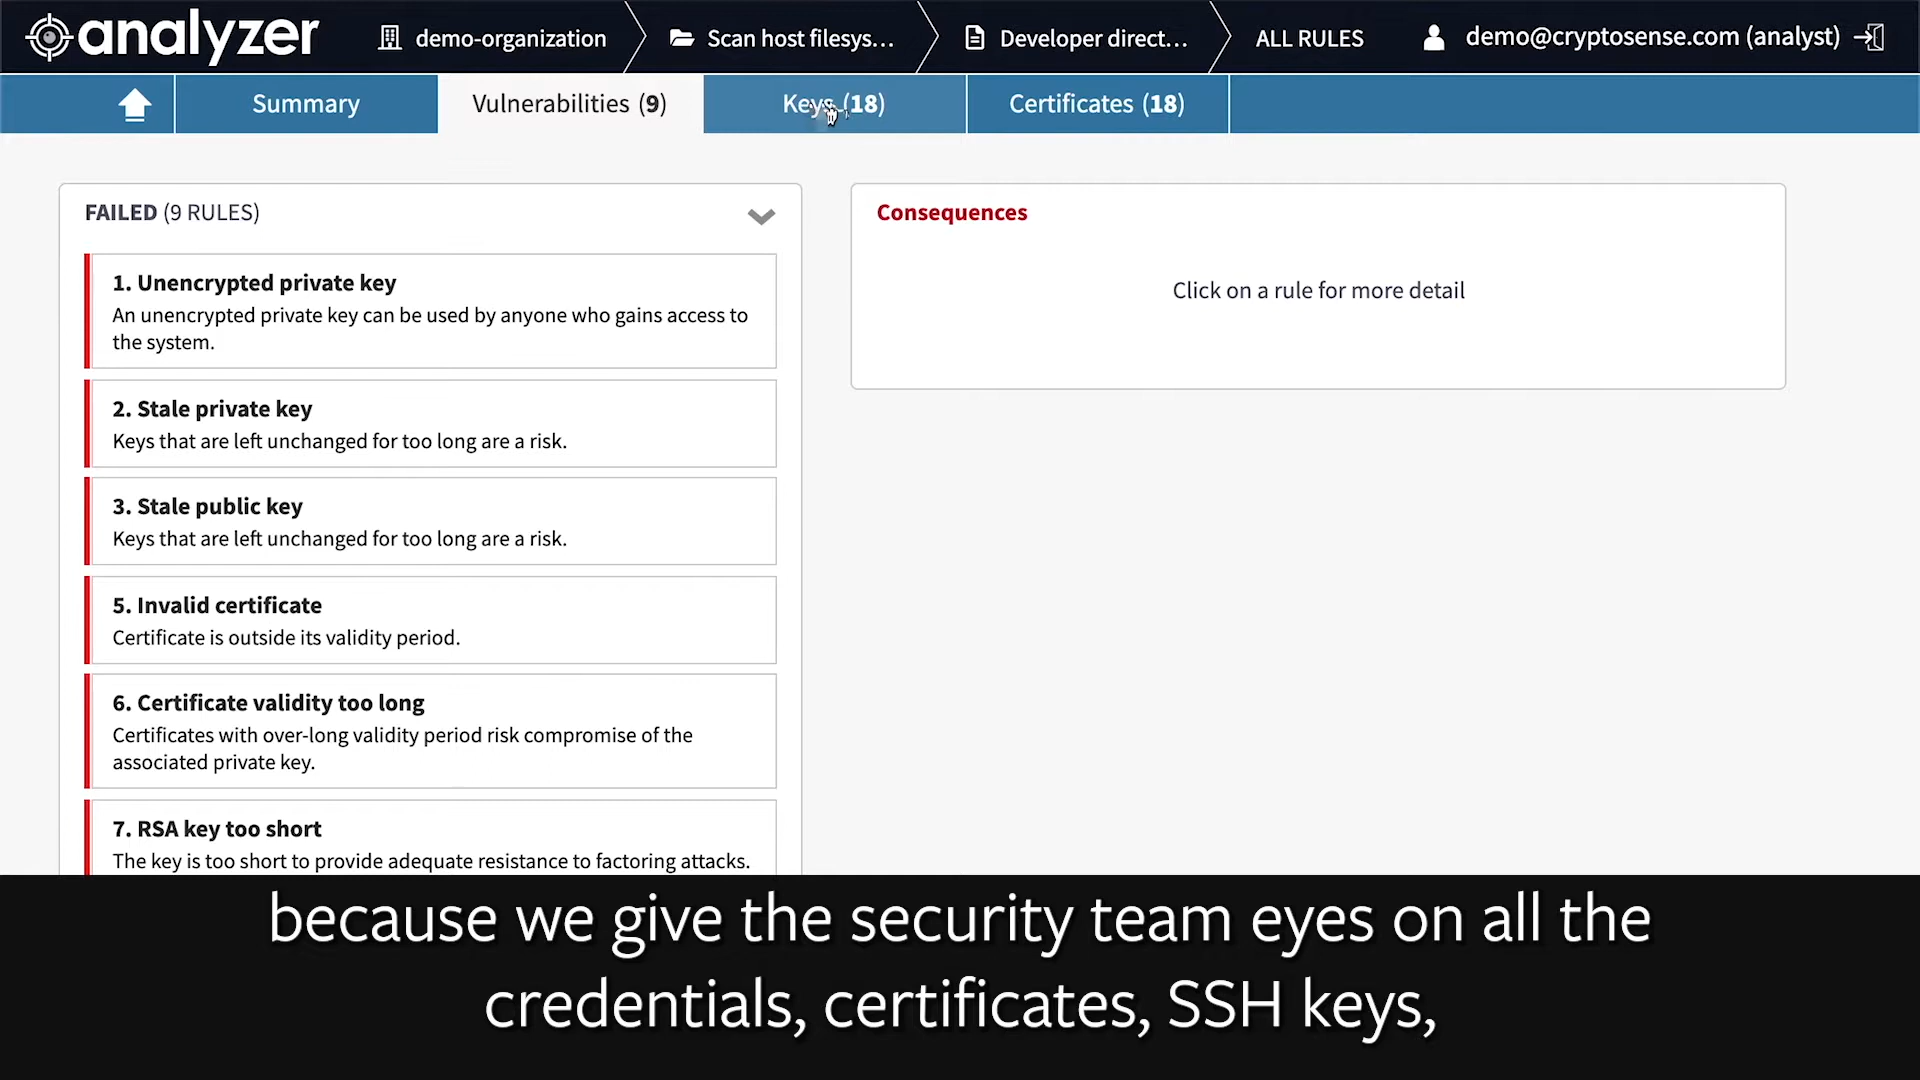 analyzer
demo-organization
Scan host filesys...
Developer direct...
ALL RULES
demo@cryptosense.com (analyst)
Summary
Vulnerabilities (9)
Keys (18)
Certificates (18)
FAILED (9 RULES)
1. Unencrypted private key
An unencrypted private key can be used by anyone who gains access to
the system.
2. Stale private key
Keys that are left unchanged for too long are a risk.
3. Stale public key
Keys that are left unchanged for too long are a risk.
5. Invalid certificate
Certificate is outside its validity period.
6. Certificate validity too long
Certificates with over-long validity period risk compromise of the
associated private key.
7. RSA key too short
The key is too short to provide adequate resistance to factoring attacks.
Consequences
Click on a rule for more detail
because we give the security team eyes on all the
credentials, certificates, SSH keys,